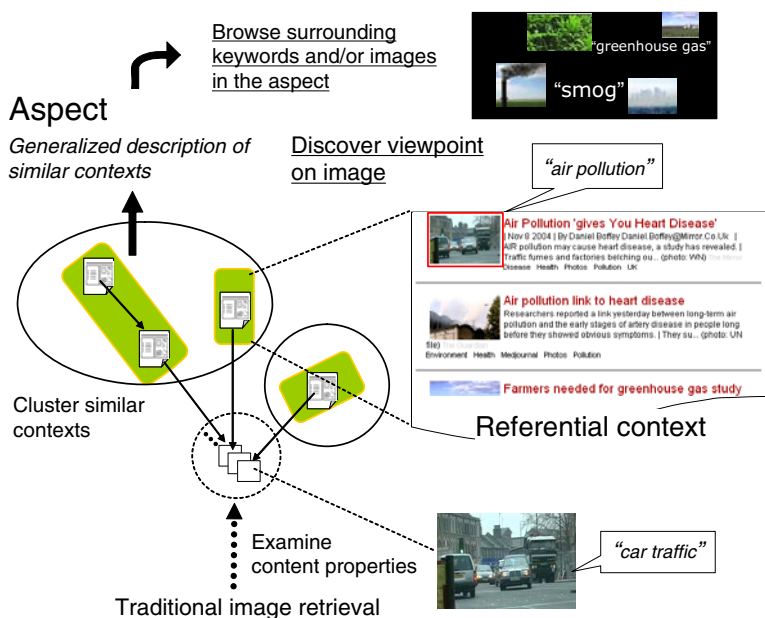 Browse surrounding
keywords and/or images
in the aspect
"greenhouse gas"
"smog"
Aspect
Generalized description of
similar contexts
Discover viewpoint
on image
"air pollution"
Air Pollution 'gives You Heart Disease'
| Nov 8 2004 | By Daniel Boffey Daniel.Boffey@Mirror.Co.Uk |
AIR pollution may cause heart disease, a study has revealed. |
Traffic fumes and factories belching ou... (photo: WN) The Mirror
Disease Health Photos Pollution UK
Air pollution link to heart disease
Researchers reported a link yesterday between long-term air
pollution and the early stages of artery disease in people long
before they showed obvious symptoms. | They su... (photo: UN
file) The Guardian
Environment Health Medjournal Photos Pollution
Farmers needed for greenhouse gas study
Cluster similar
contexts
Referential context
Examine
content properties
"car traffic"
Traditional image retrieval